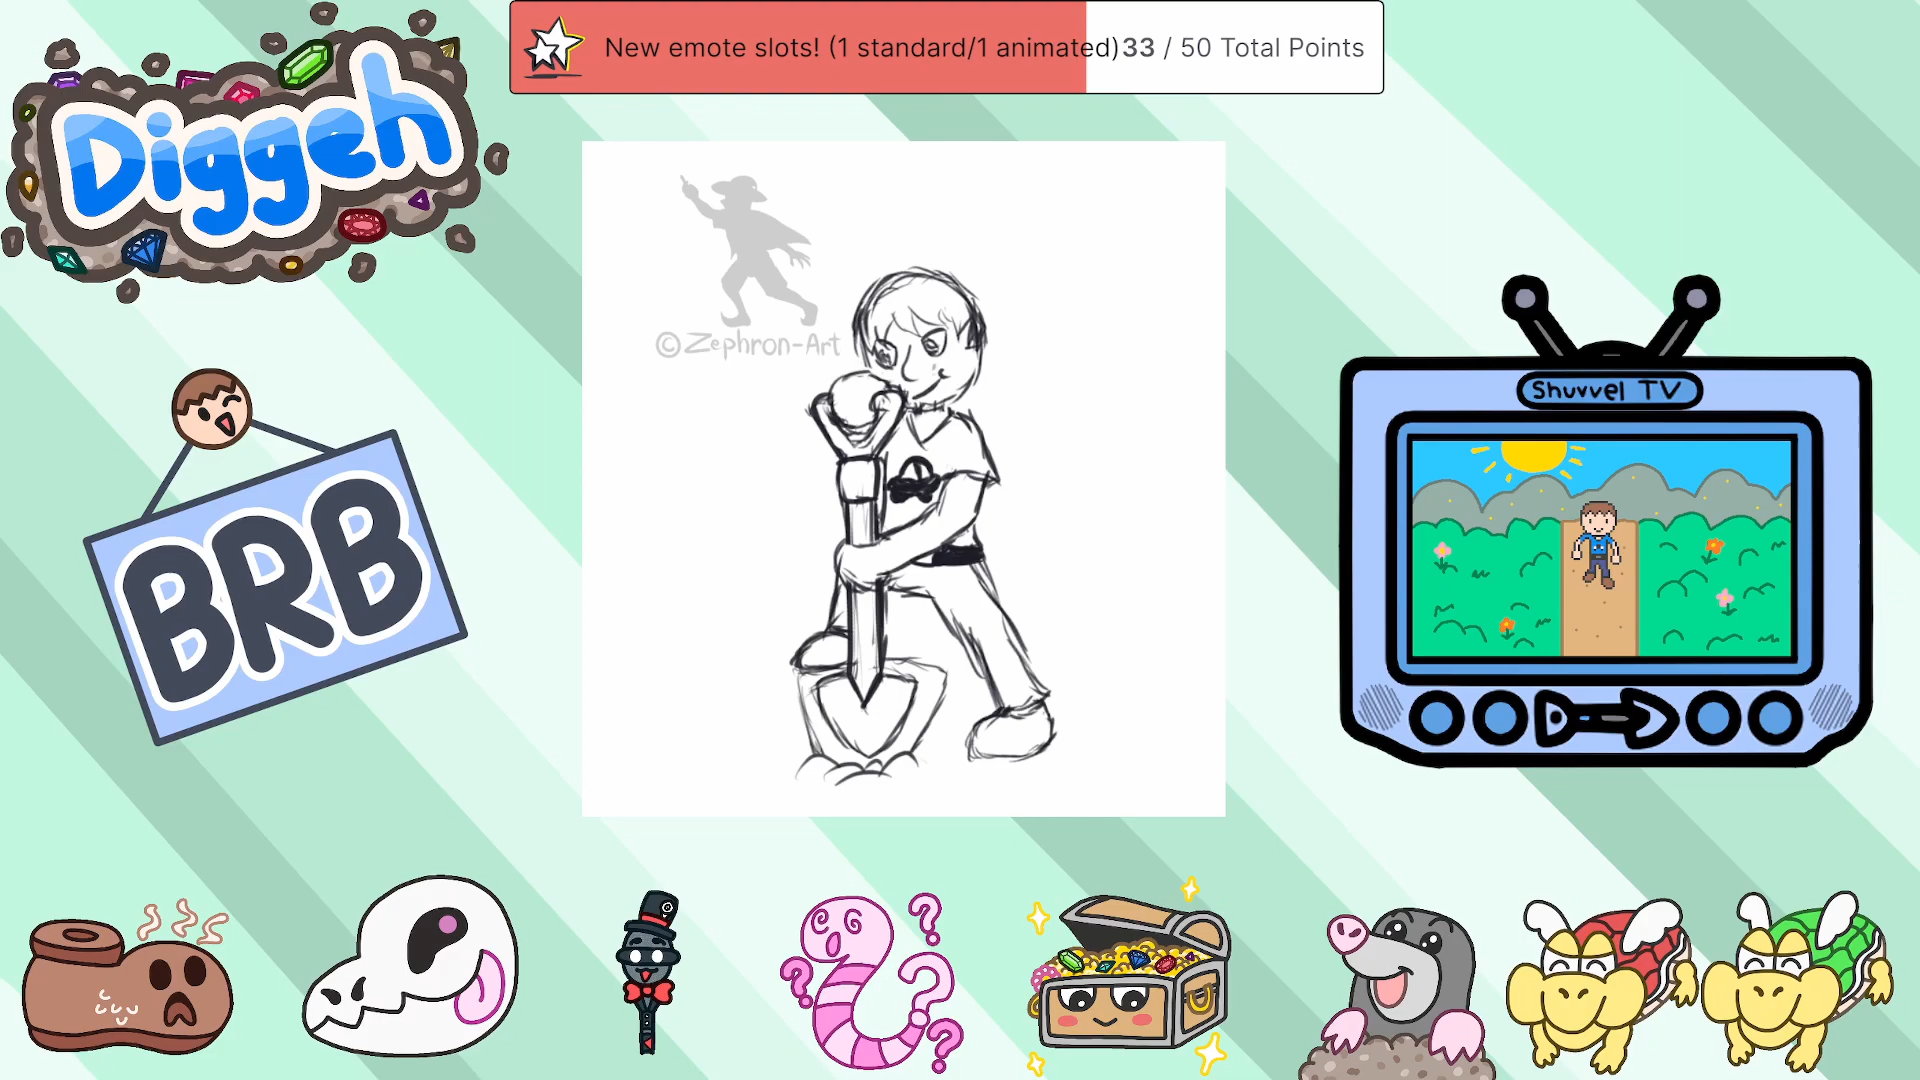 New emote slots! (1 standard/1 animated) 33 / 50 Total Points
Diggeh
©Zephron-Art
BRB
Shuvvel TV